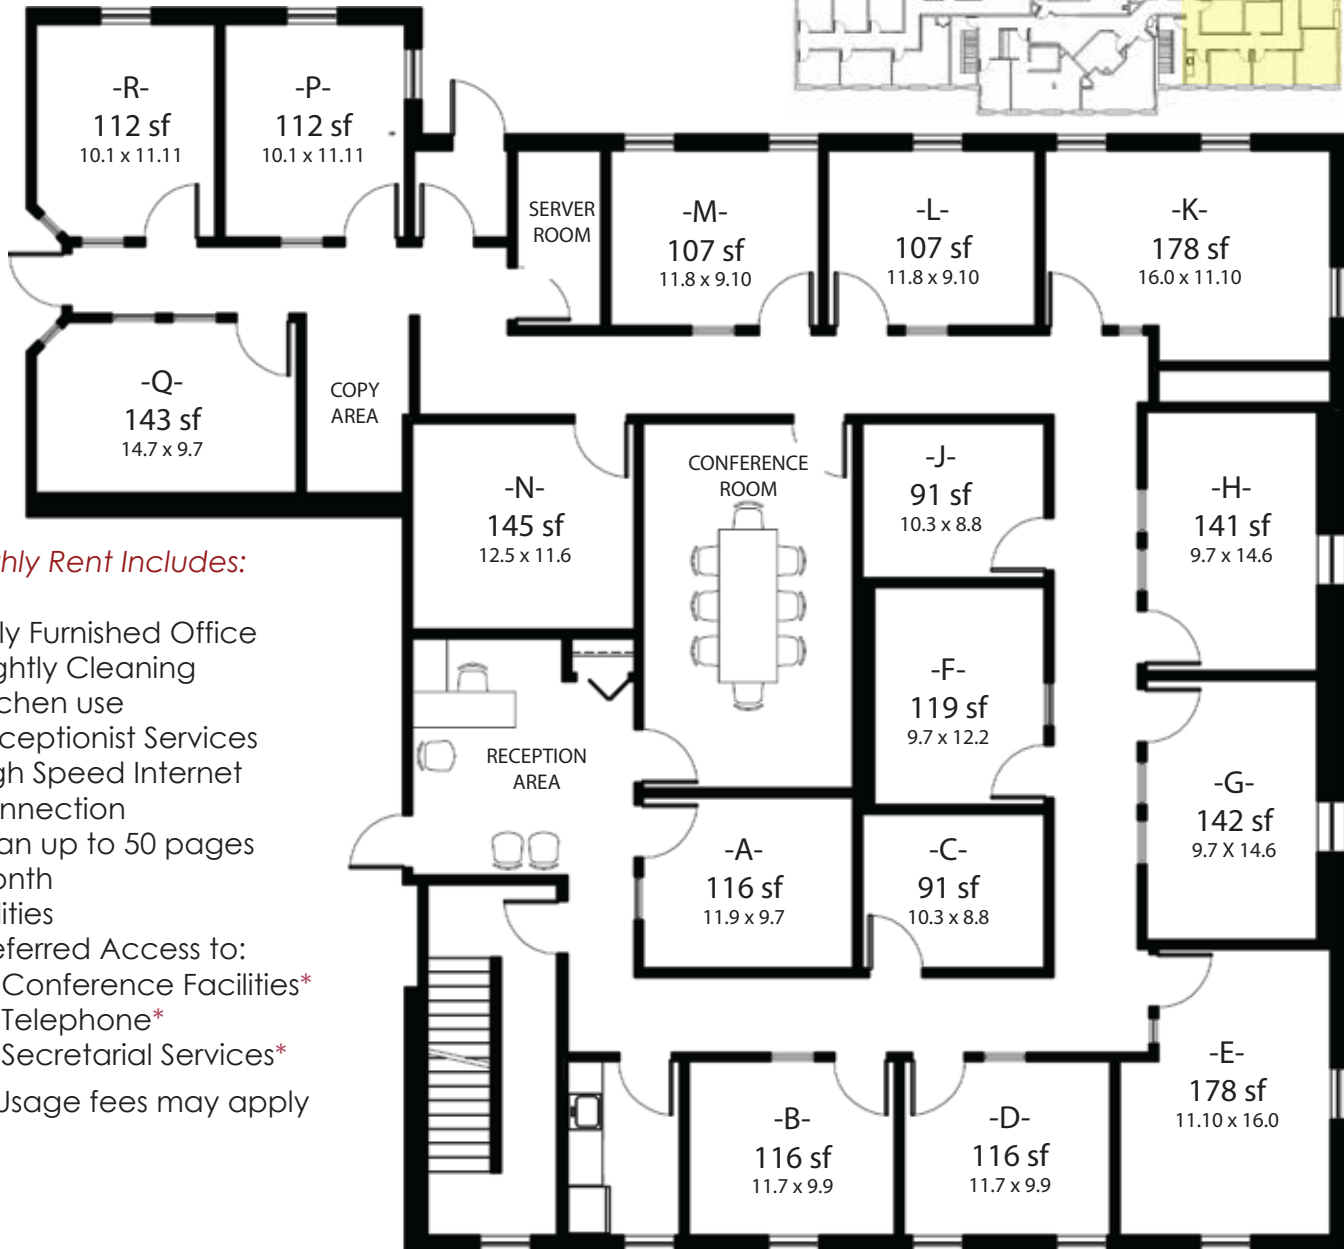 -R-
112 sf
10.1 x 11.11
-P-
112 sf
10.1 x 11.11
SERVER
ROOM
-M-
107 sf
11.8 x 9.10
-L-
107 sf
11.8 x 9.10
-K-
178 sf
16.0 x 11.10
-Q-
143 sf
14.7 x 9.7
COPY
AREA
-N-
145 sf
12.5 x 11.6
CONFERENCE
ROOM
-J-
91 sf
10.3 x 8.8
-H-
141 sf
9.7 x 14.6
-F-
119 sf
9.7 x 12.2
RECEPTION
AREA
-G-
142 sf
9.7 X 14.6
-A-
116 sf
11.9 x 9.7
-C-
91 sf
10.3 x 8.8
-E-
178 sf
11.10 x 16.0
-B-
116 sf
11.7 x 9.9
-D-
116 sf
11.7 x 9.9
hly Rent Includes:
ly Furnished Office
ghtly Cleaning
chen use
ceptionist Services
gh Speed Internet
nnection
an up to 50 pages
onth
lities
eferred Access to:
Conference Facilities*
Telephone*
Secretarial Services*
Usage fees may apply